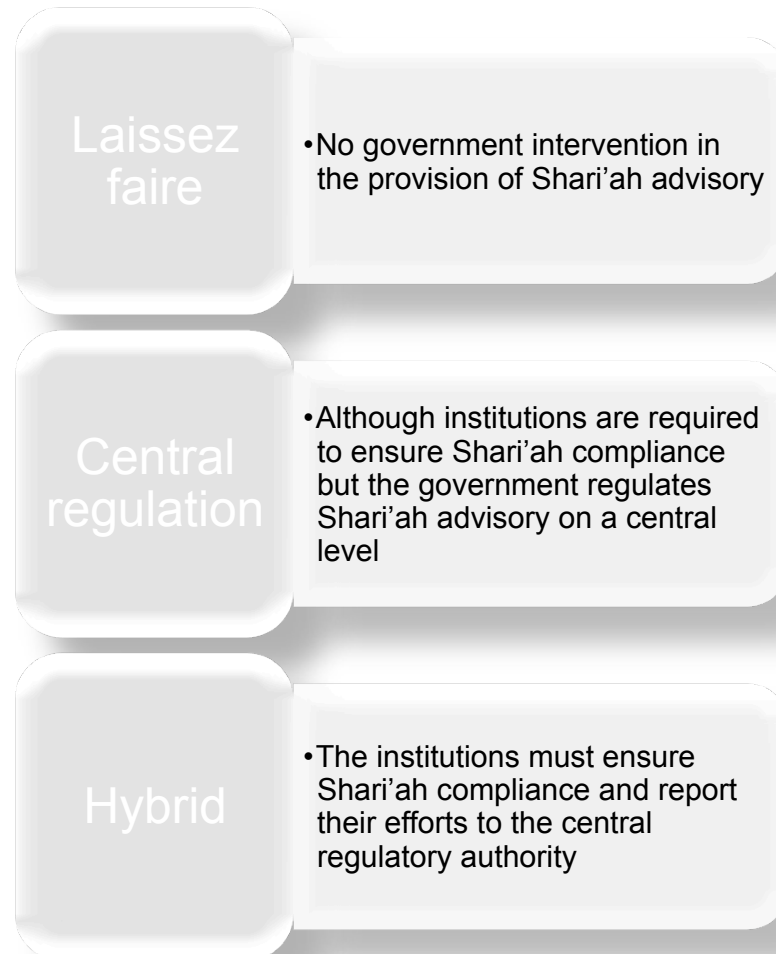 Laissez
faire
•No government intervention in
the provision of Shari’ah advisory
Central
regulation
•Although institutions are required
to ensure Shari’ah compliance
but the government regulates
Shari’ah advisory on a central
level
Hybrid
•The institutions must ensure
Shari’ah compliance and report
their efforts to the central
regulatory authority